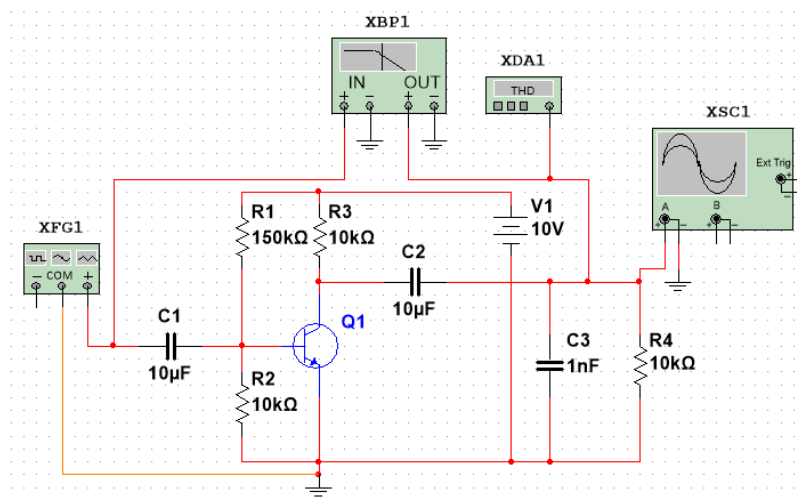 XBP1
IN OUT
+ − + −
XDA1
THD
XSC1
Ext Trig
+
−
A B
+ − + −
XFG1
COM
− +
R1
150kΩ
R3
10kΩ
V1
10V
C2
10µF
C1
10µF
Q1
R2
10kΩ
C3
1nF
R4
10kΩ